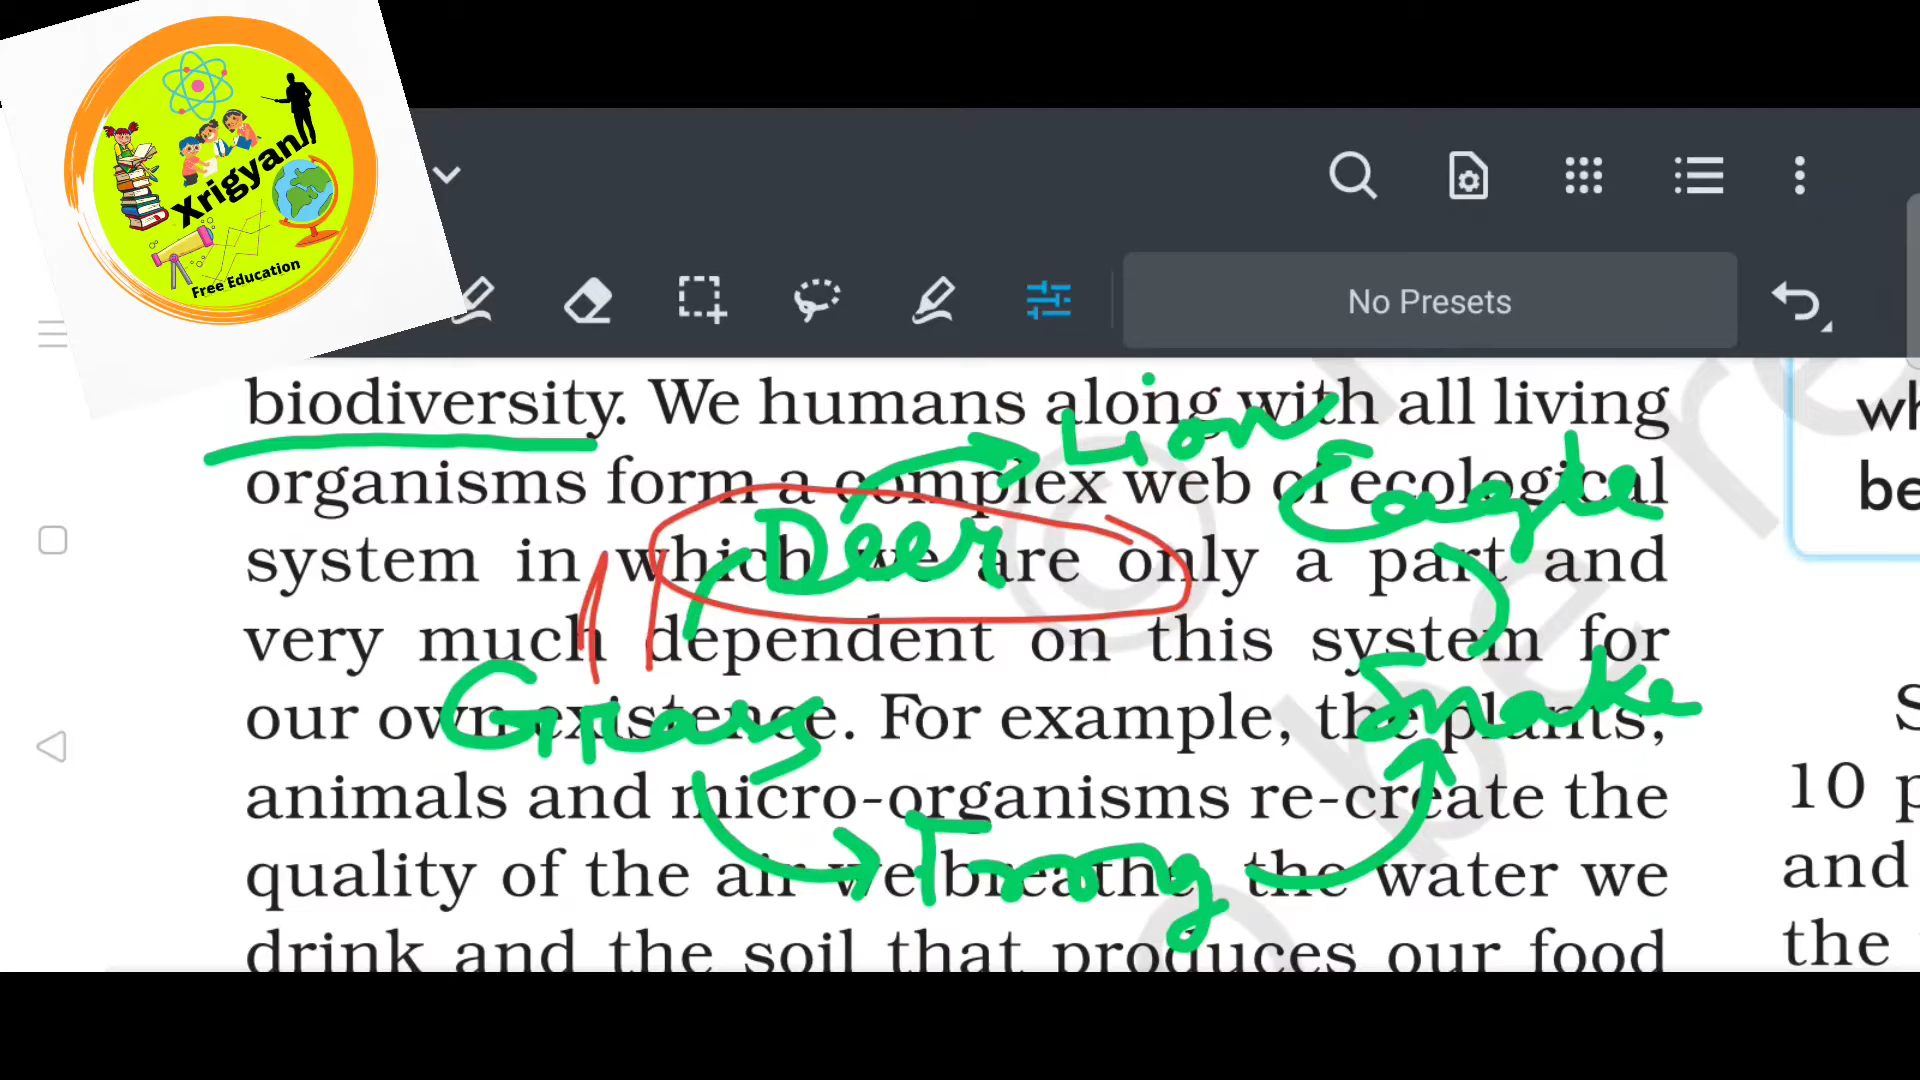 Xrigyan
Free Education
No Presets
biodiversity. We humans along with all living
organisms form a complex web of ecological
system in which we are only a part and
very much dependent on this system for
our own existence. For example, the plants,
animals and micro-organisms re-create the
quality of the air we breathe, the water we
drink and the soil that produces our food
Lion
Eagle
Deer
Grass
Snake
Frog
wh
be
S
10 p
and
the